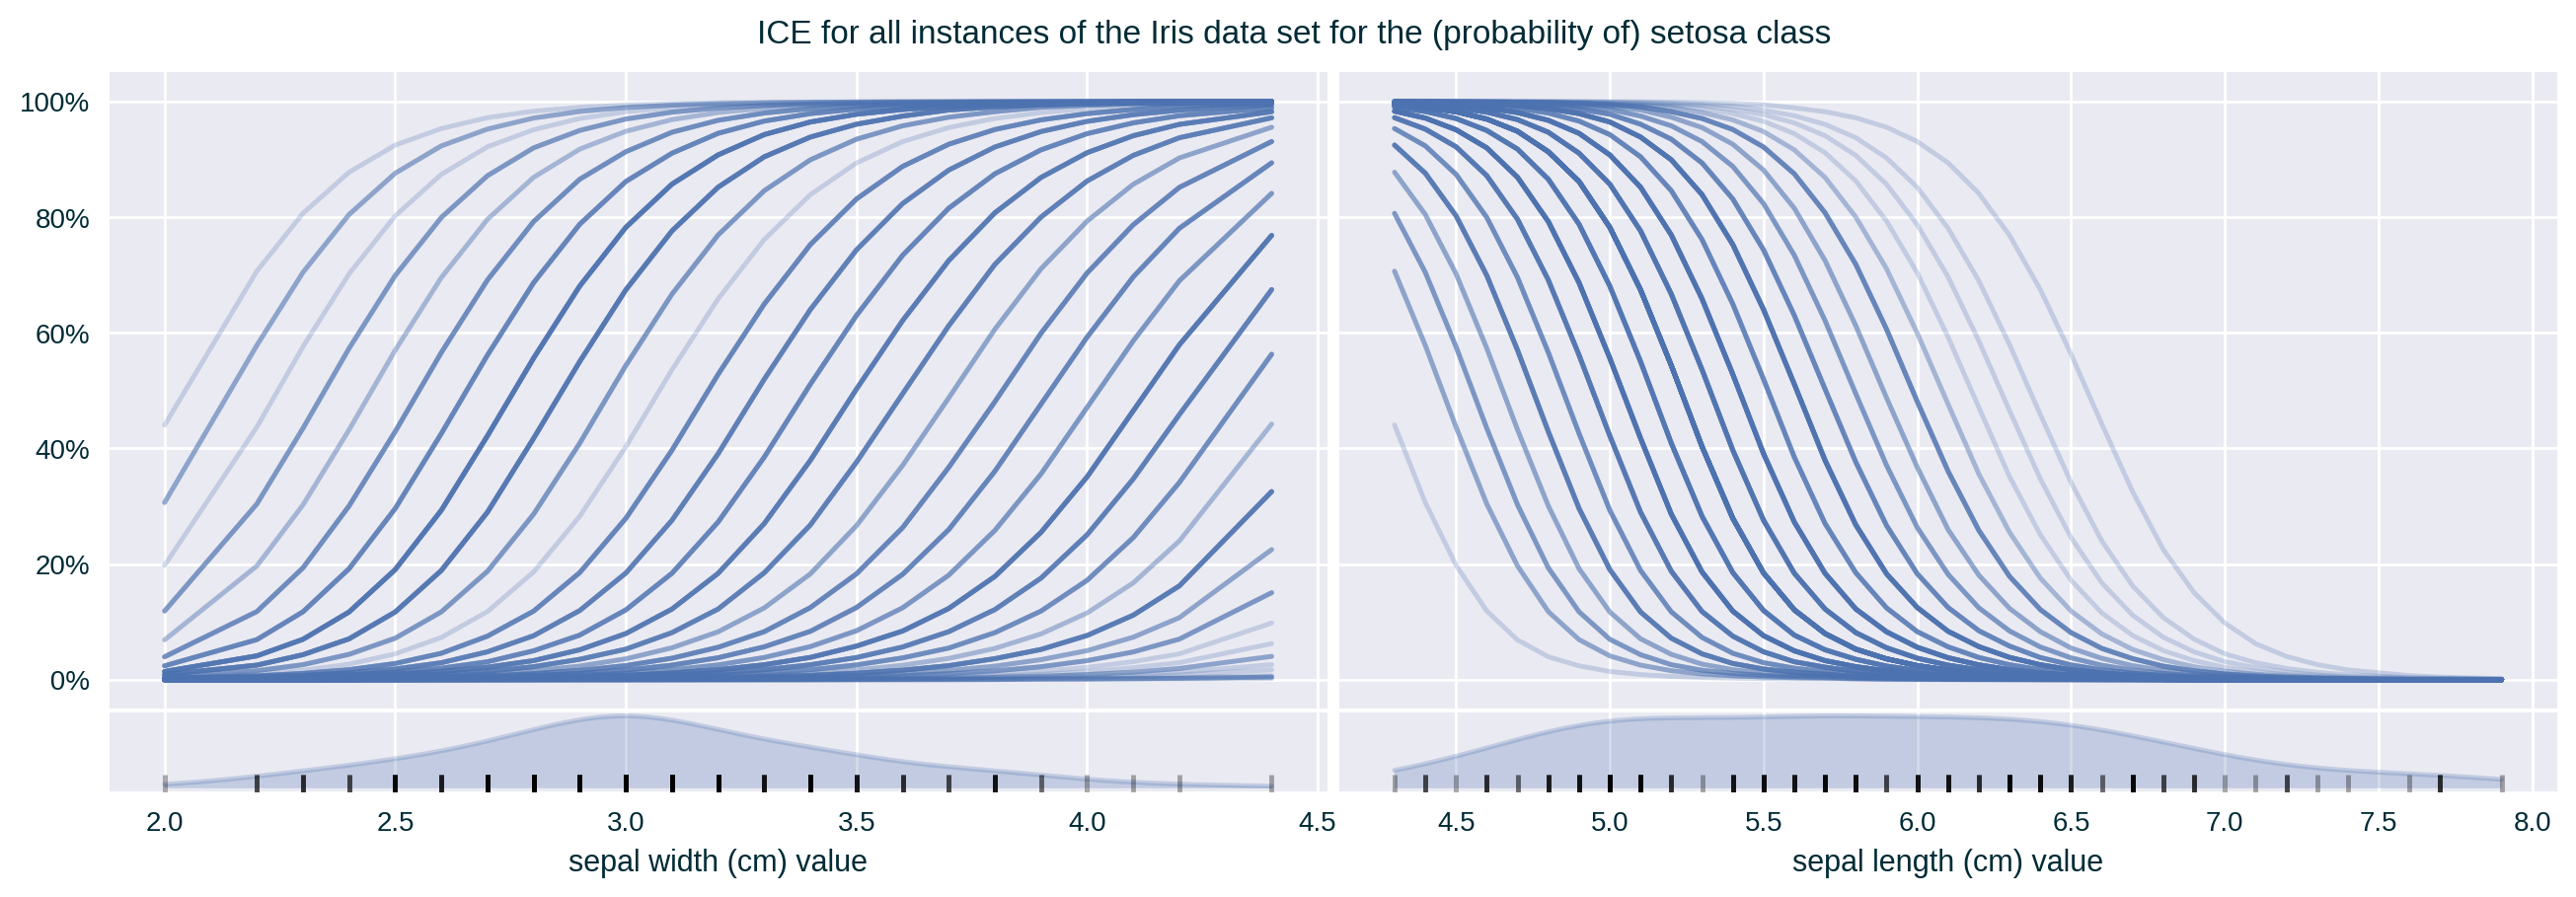 ICE for all instances of the Iris data set for the (probability of) setosa class
100%
80%
60%
40%
20%
0%
2.0 2.5 3.0 3.5 4.0 4.5 4.5 5.0 5.5 6.0 6.5 7.0 7.5 8.0
sepal width (cm) value sepal length (cm) value